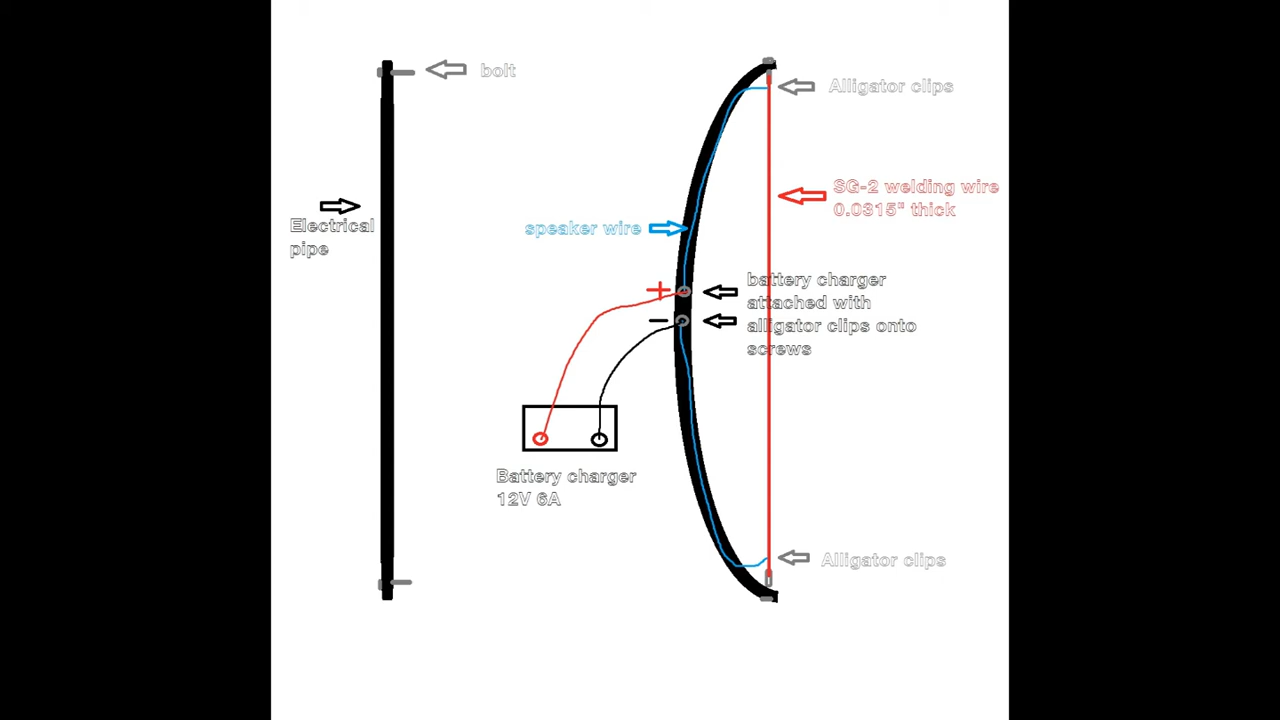 bolt
Alligator clips
SG-2 welding wire
0.0315" thick
Electrical
pipe
speaker wire
+
battery charger
attached with
alligator clips onto
screws
−
Battery charger
12V 6A
Alligator clips